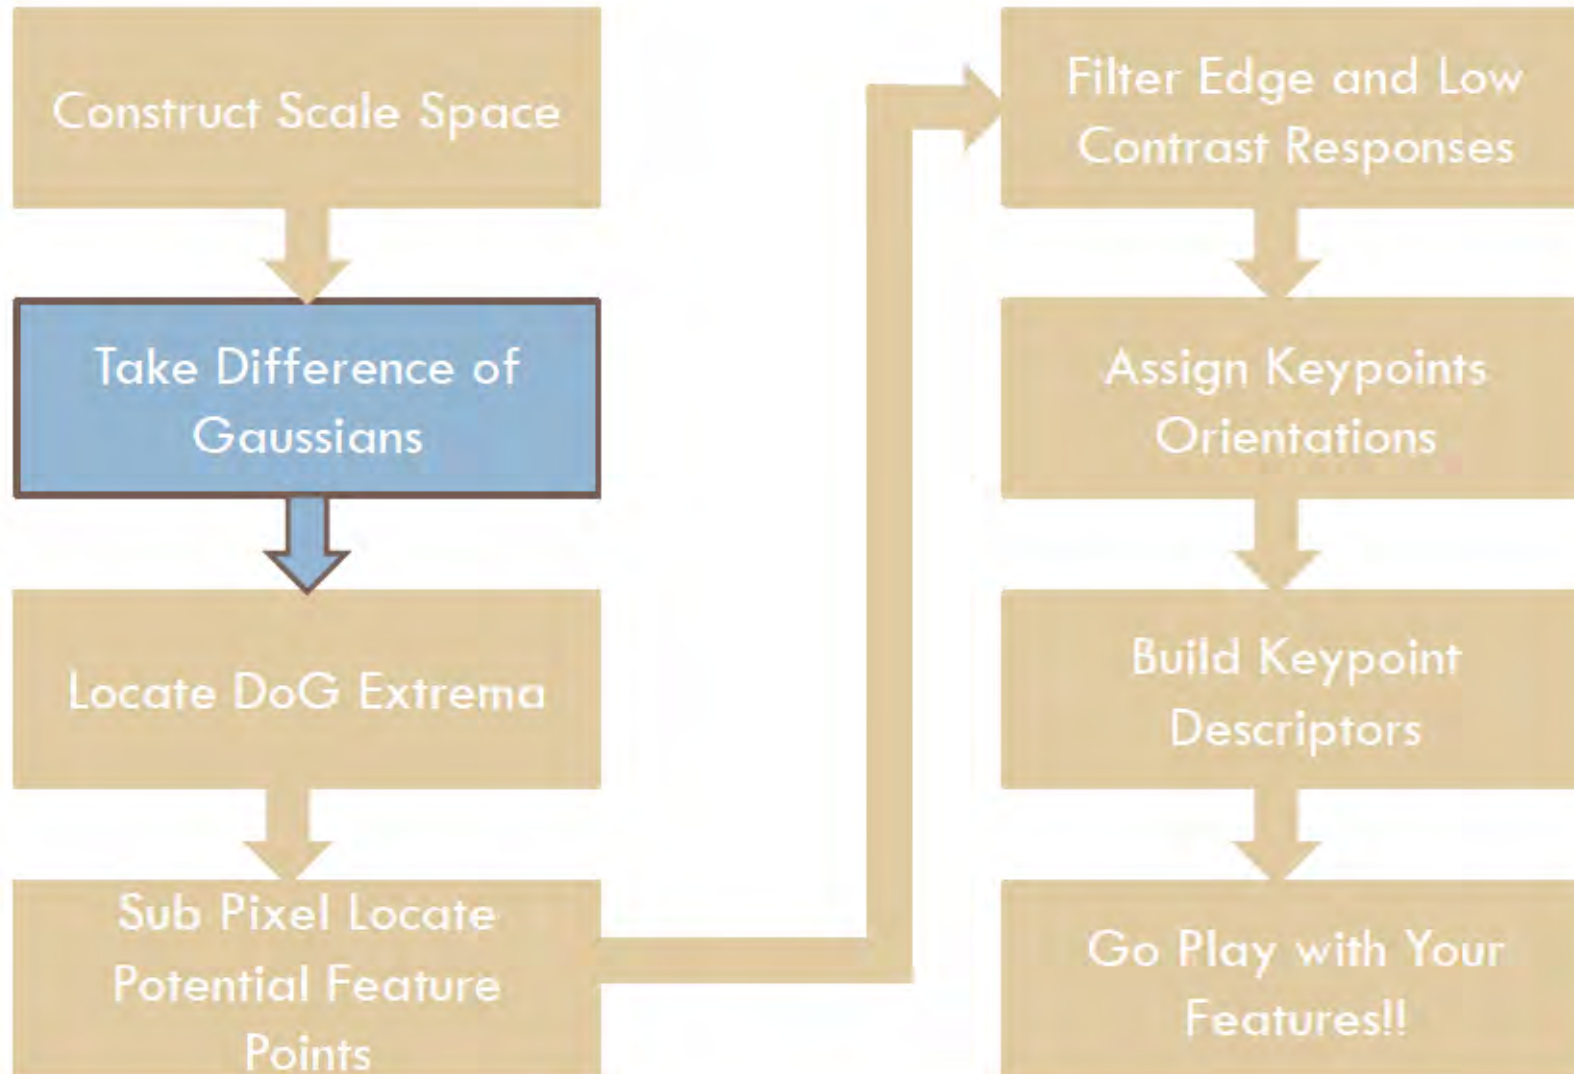 Construct Scale Space
Take Difference of
Gaussians
Locate DoG Extrema
Sub Pixel Locate
Potential Feature
Points
Filter Edge and Low
Contrast Responses
Assign Keypoints
Orientations
Build Keypoint
Descriptors
Go Play with Your
Features!!